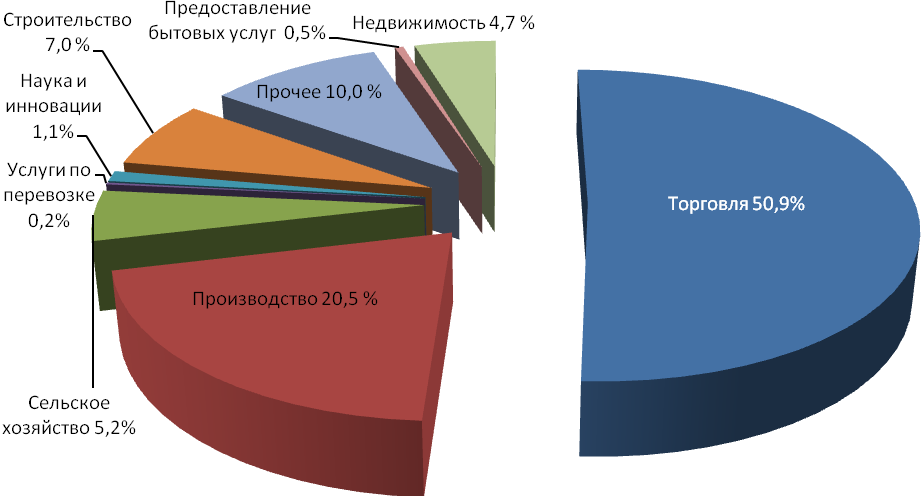 Строительство
7,0 %
Предоставление
бытовых услуг 0,5%
Недвижимость 4,7 %
Наука и
инновации
1,1%
Прочее 10,0 %
Услуги по
перевозке
0,2%
Торговля 50,9%
Производство 20,5 %
Сельское
хозяйство 5,2%